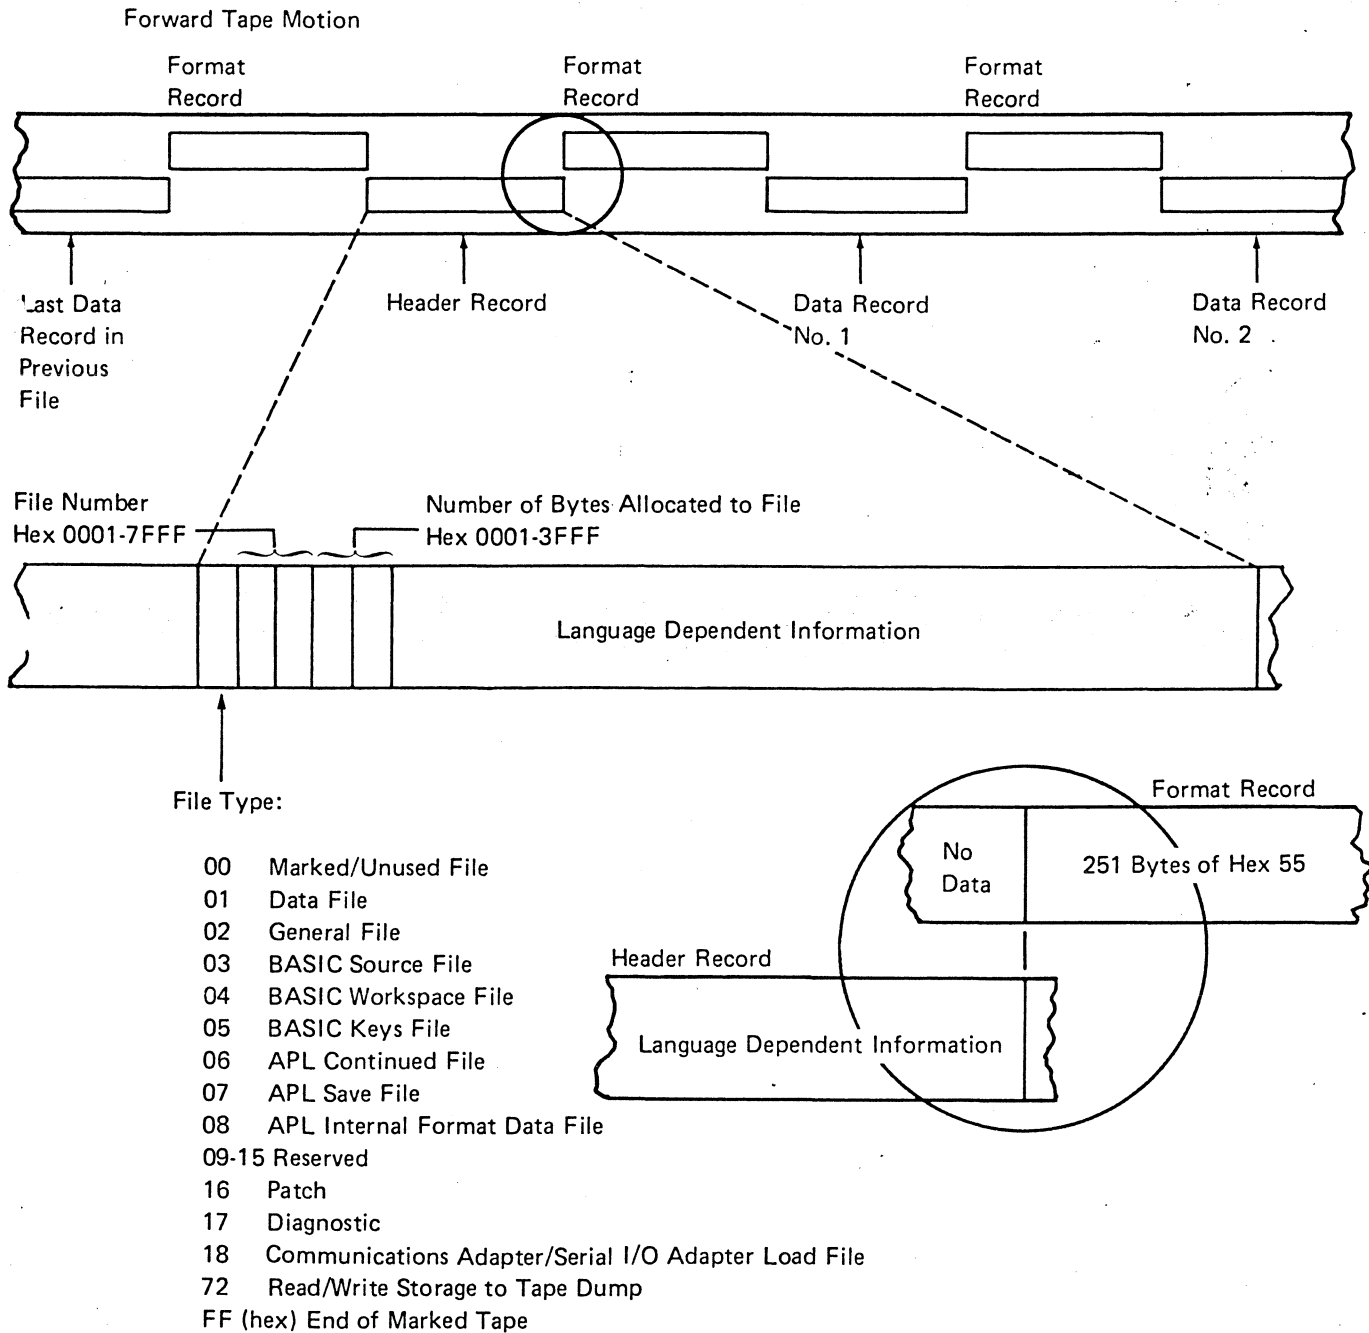 Forward Tape Motion
Format
Record
Format
Record
Format
Record
Last Data
Record in
Previous
File
Header Record
Data Record
No. 1
Data Record
No. 2
File Number
Hex 0001-7FFF
Number of Bytes Allocated to File
Hex 0001-3FFF
Language Dependent Information
File Type:
00 Marked/Unused File
01 Data File
02 General File
03 BASIC Source File
04 BASIC Workspace File
05 BASIC Keys File
06 APL Continued File
07 APL Save File
08 APL Internal Format Data File
09-15 Reserved
16 Patch
17 Diagnostic
18 Communications Adapter/Serial I/O Adapter Load File
72 Read/Write Storage to Tape Dump
FF (hex) End of Marked Tape
Format Record
No
Data
251 Bytes of Hex 55
Header Record
Language Dependent Information